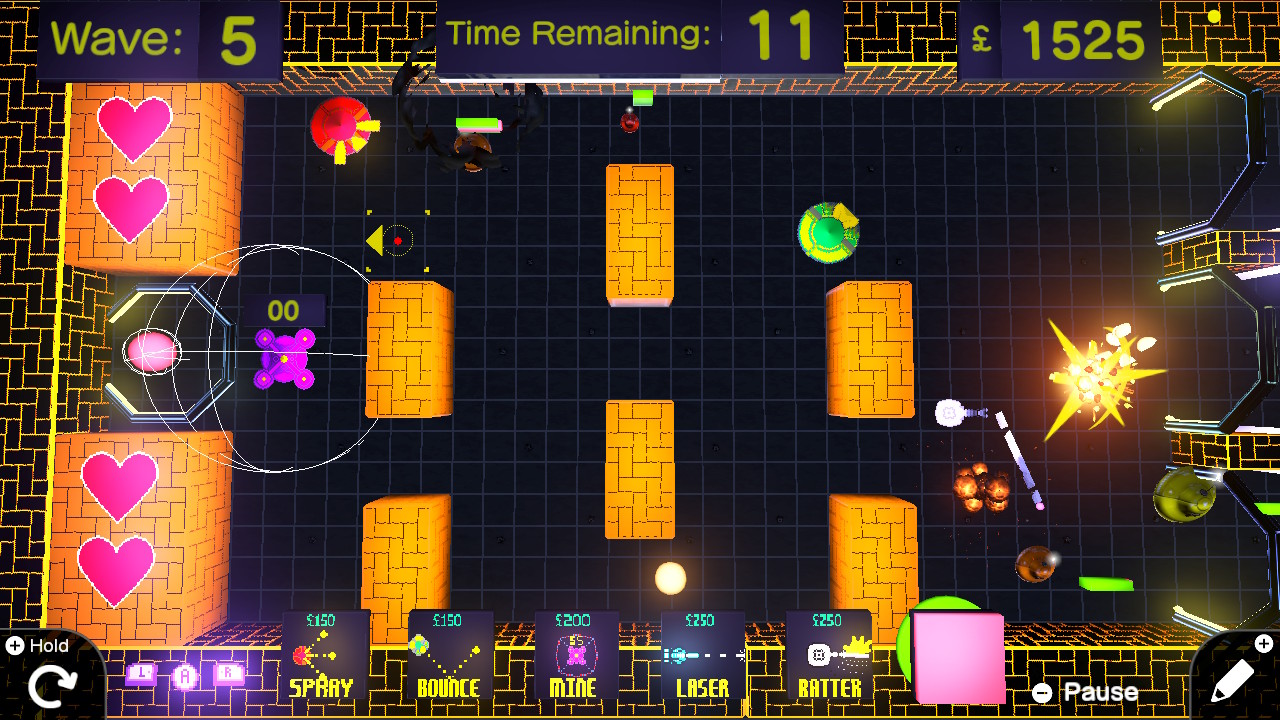 Wave: 5
Time Remaining: 11
£ 1525
00
£150
£150
£200
£250
£250
SPRAY
BOUNCE
MINE
LASER
BATTER
Hold
L
A
R
Pause